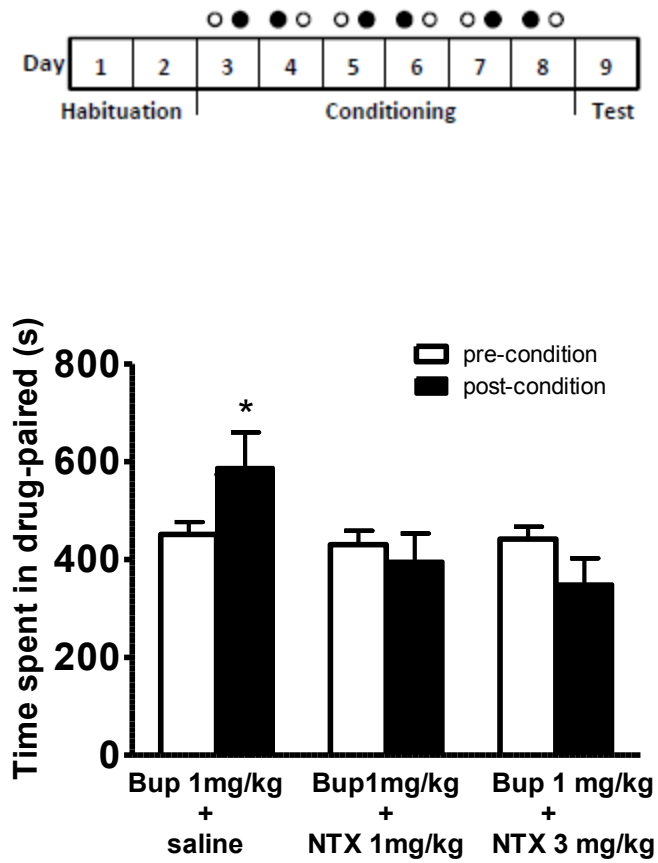 Day 1 2 3 4 5 6 7 8 9
Habituation Conditioning Test
pre-condition
post-condition
Time spent in drug-paired (s)
800
*
600
400
200
0
Bup 1mg/kg Bup1mg/kg Bup 1 mg/kg
+ + +
saline NTX 1mg/kg NTX 3 mg/kg